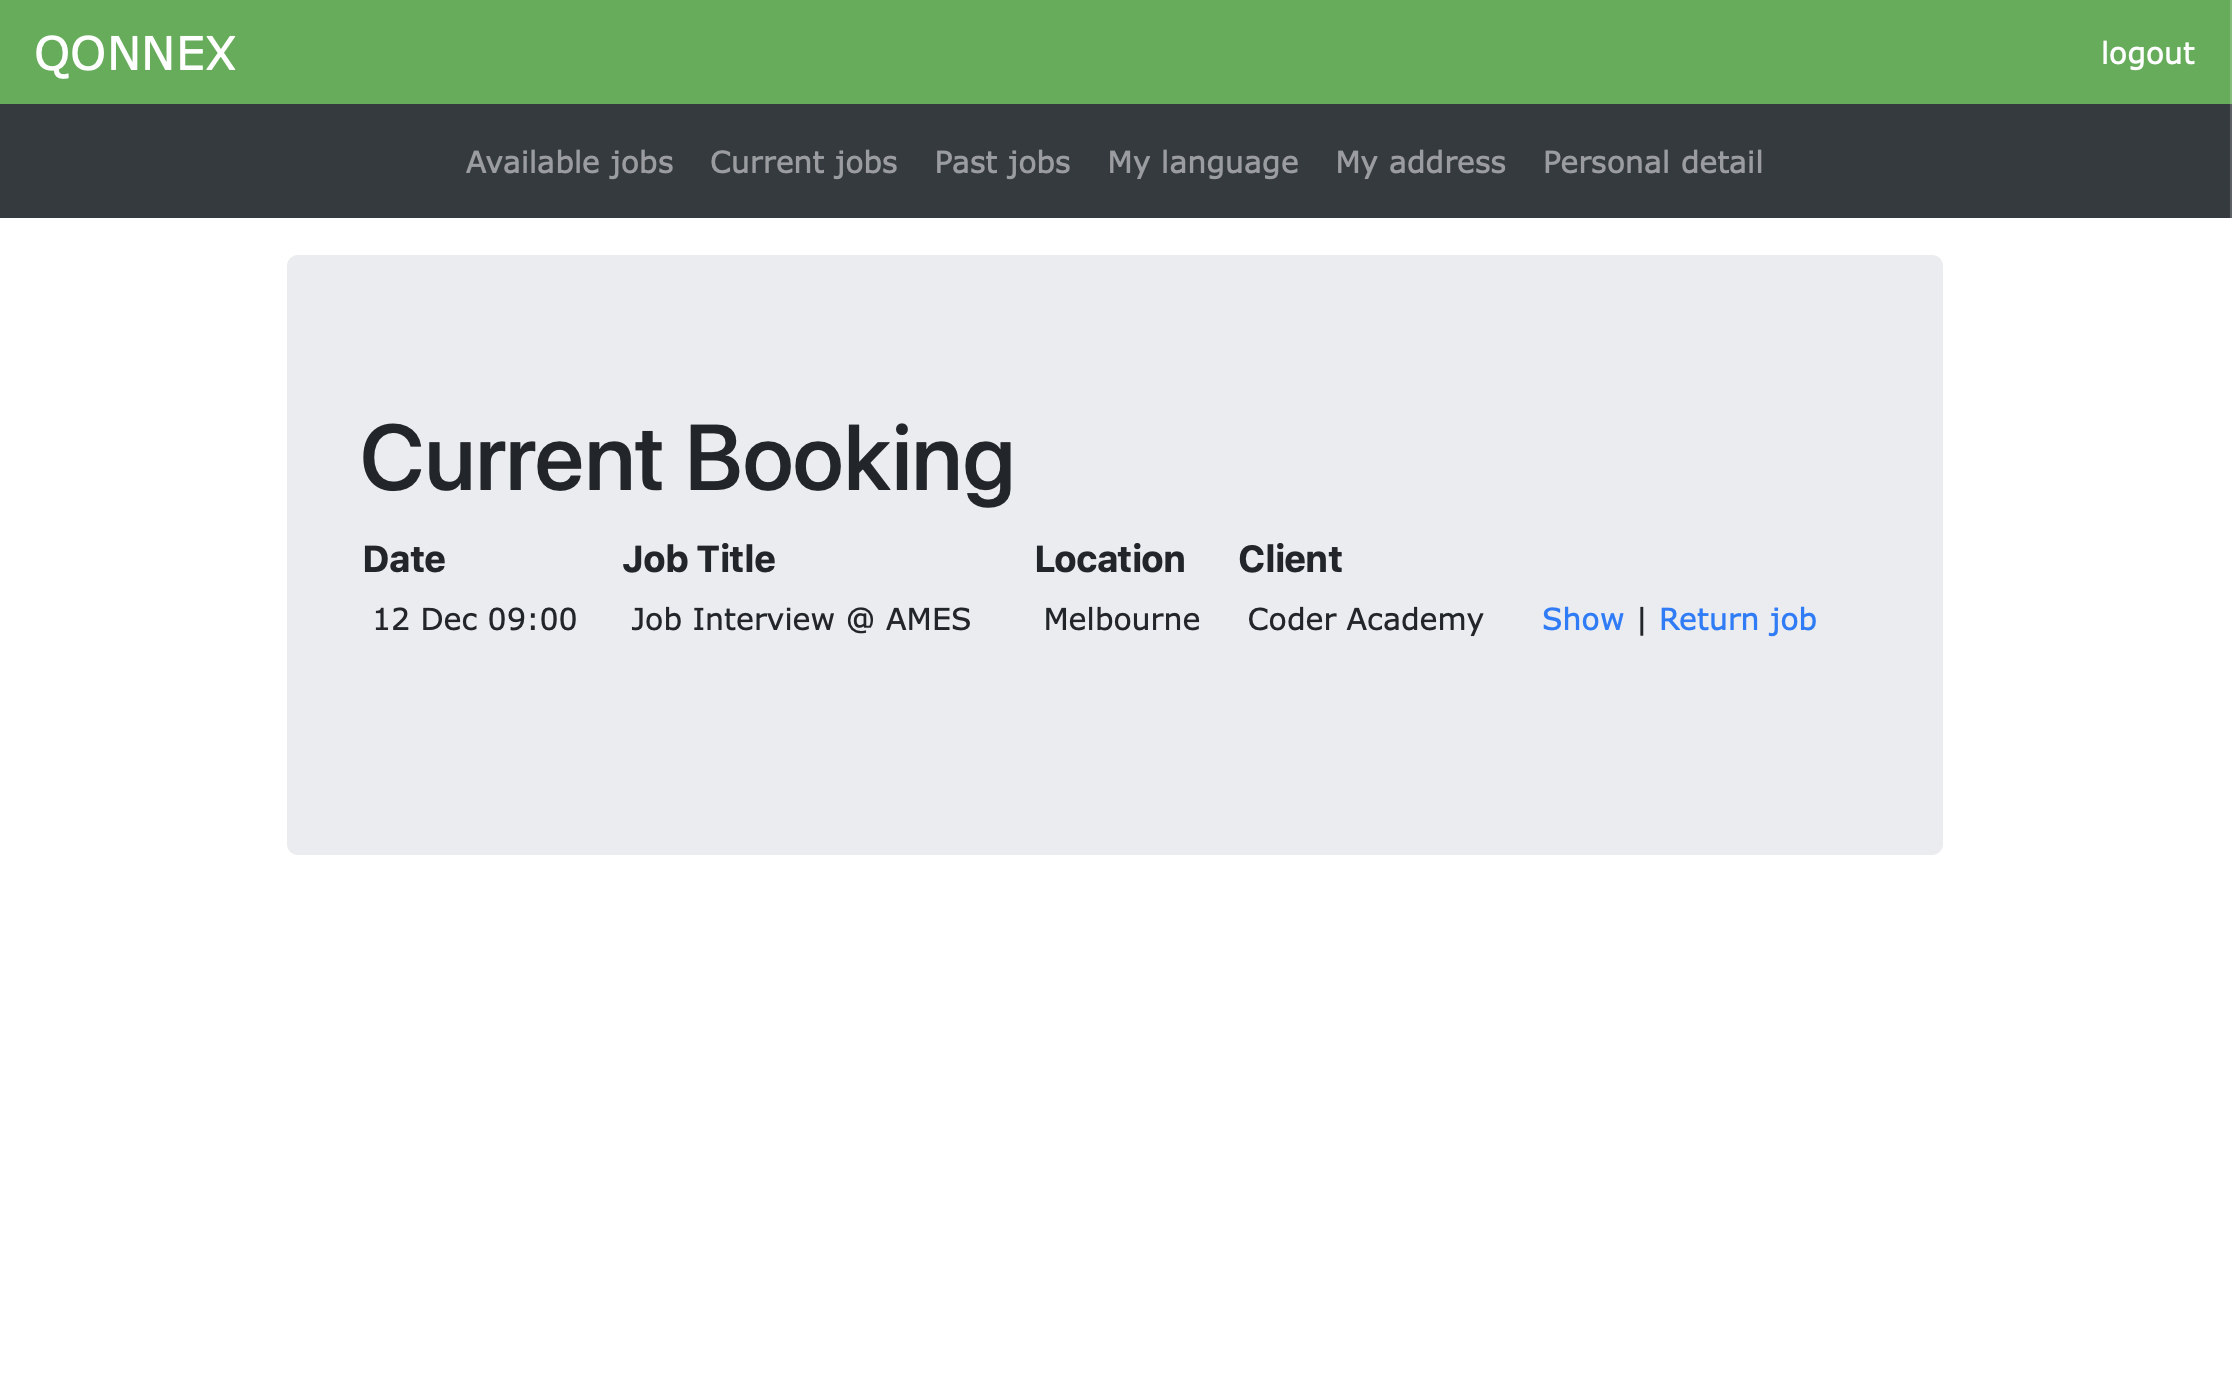 QONNEX logout
Available jobs Current jobs Past jobs My language My address Personal detail
Current Booking
Date Job Title Location Client
12 Dec 09:00 Job Interview @ AMES Melbourne Coder Academy Show | Return job